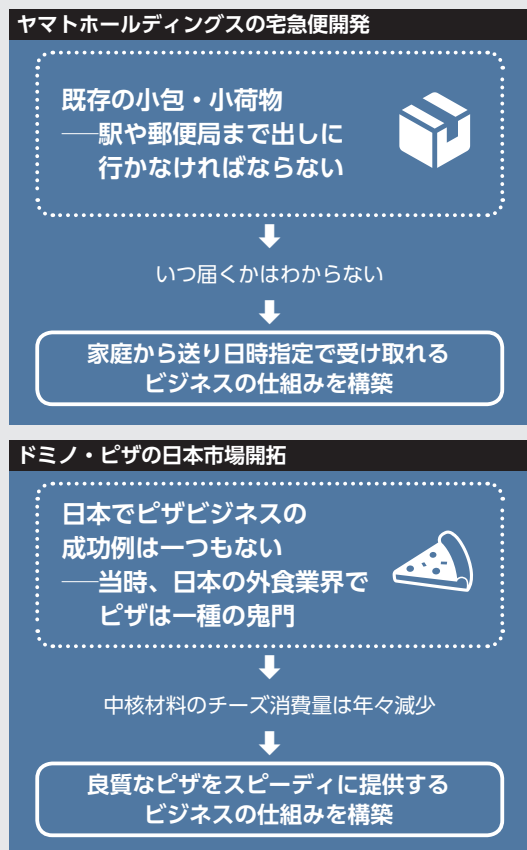 ヤマトホールディングスの宅急便開発
既存の小包・小荷物
──駅や郵便局まで出しに
行かなければならない
いつ届くかはわからない
家庭から送り日時指定で受け取れる
ビジネスの仕組みを構築
ドミノ・ピザの日本市場開拓
日本でピザビジネスの
成功例は一つもない
──当時、日本の外食業界で
ピザは一種の鬼門
中核材料のチーズ消費量は年々減少
良質なピザをスピーディに提供する
ビジネスの仕組みを構築